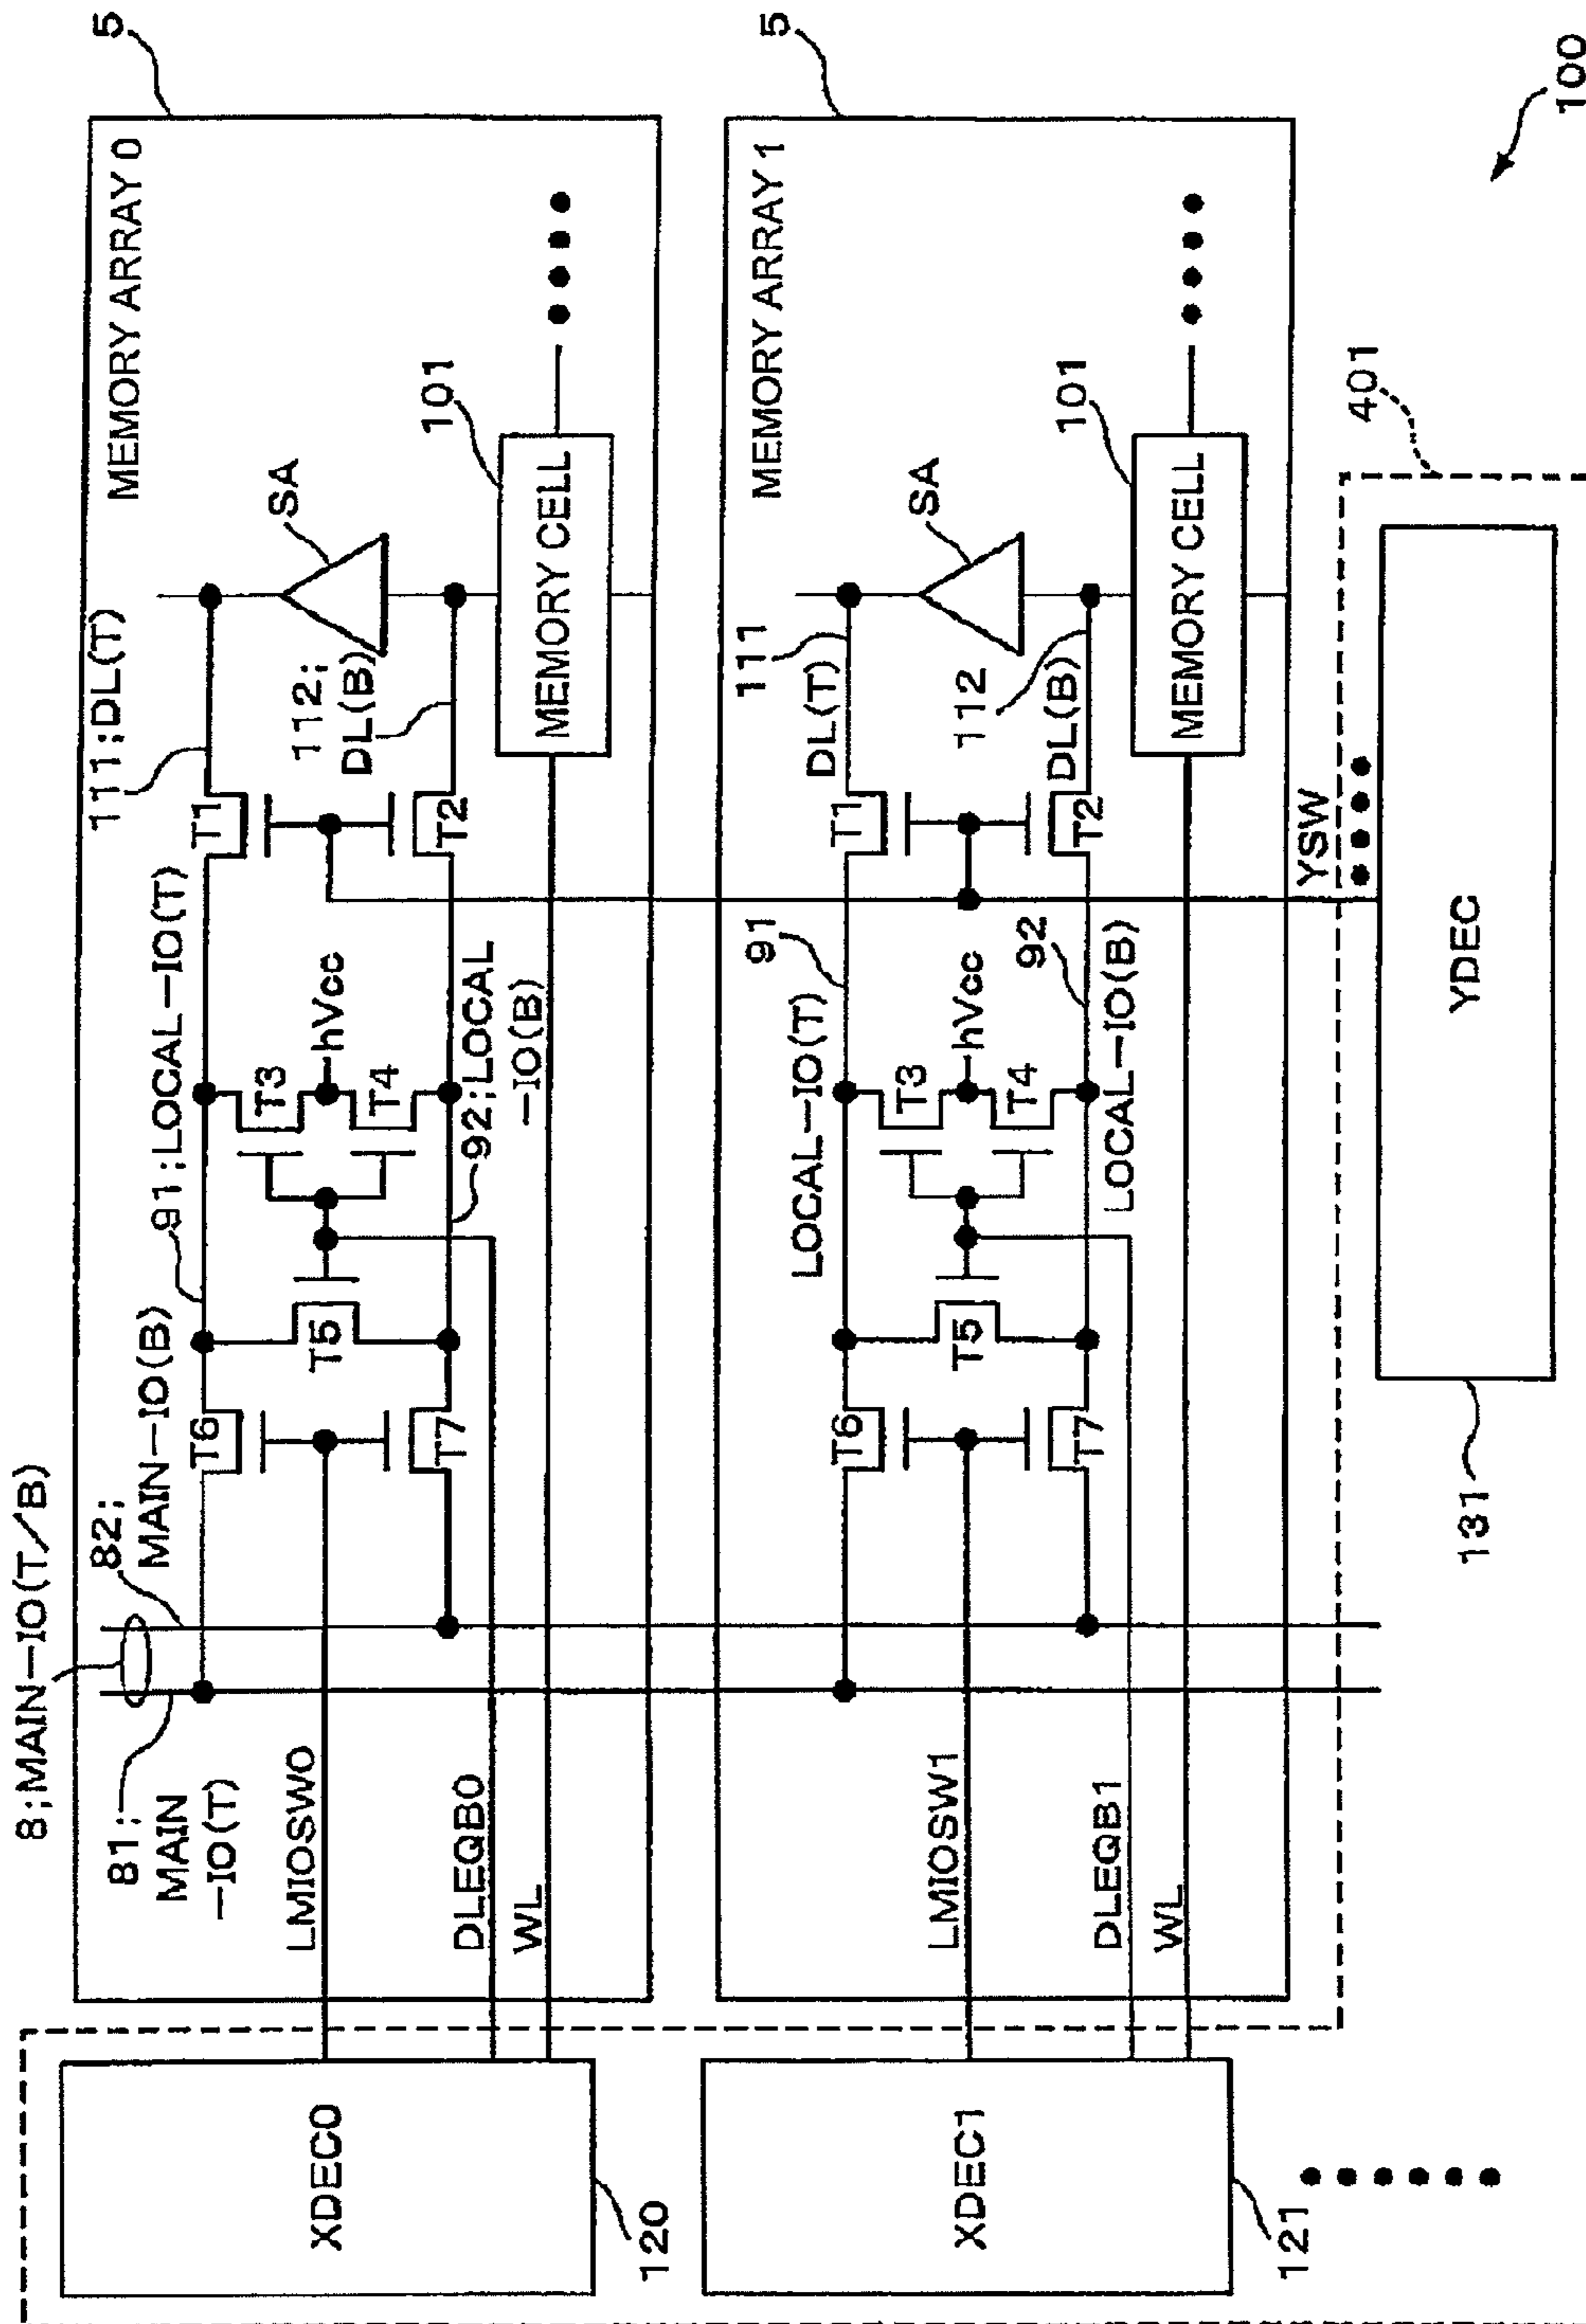 8;MAIN-IO(T/B)
81;
MAIN
-IO(T)
82;
MAIN-IO(B)
91;LOCAL-IO(T)
111;DL(T)
MEMORY ARRAY 0
5
T6
T5
T3
T4
hVcc
T1
T2
T7
112;
DL(B)
SA
92;LOCAL
-IO(B)
101
MEMORY CELL
LMIOSW0
DLEQB0
WL
XDEC0
120
MEMORY ARRAY 1
5
LOCAL-IO(T)
91
DL(T)
111
SA
T6
T5
T3
T4
hVcc
T1
T2
T7
112
DL(B)
92
LOCAL-IO(B)
101
MEMORY CELL
LMIOSW1
DLEQB1
WL
XDEC1
121
YSW
401
YDEC
131
100